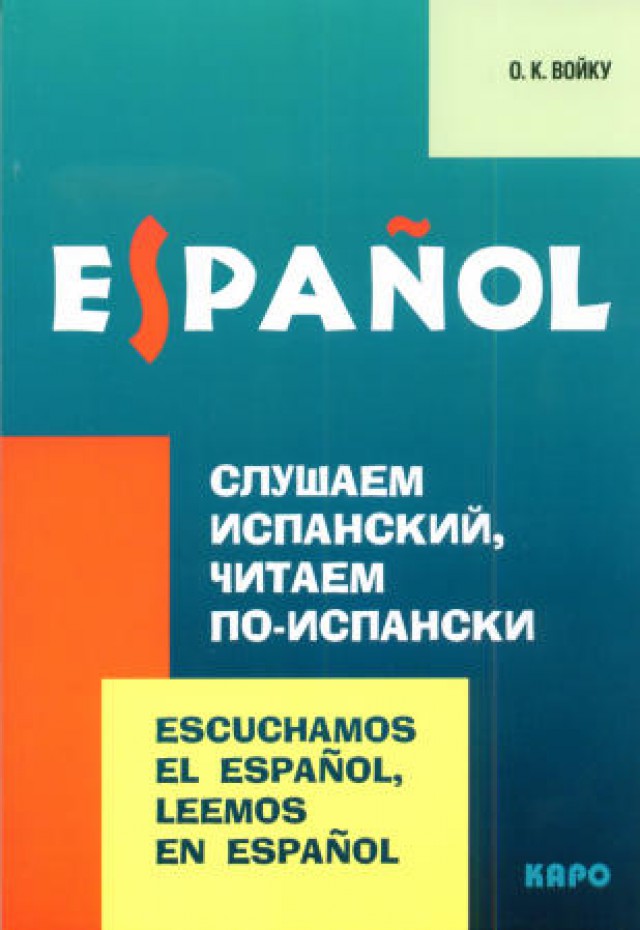 О. К. ВОЙКУ
ESPAÑOL
СЛУШАЕМ
ИСПАНСКИЙ,
ЧИТАЕМ
ПО-ИСПАНСКИ
ESCUCHAMOS
EL ESPAÑOL,
LEEMOS
EN ESPAÑOL
КАРО